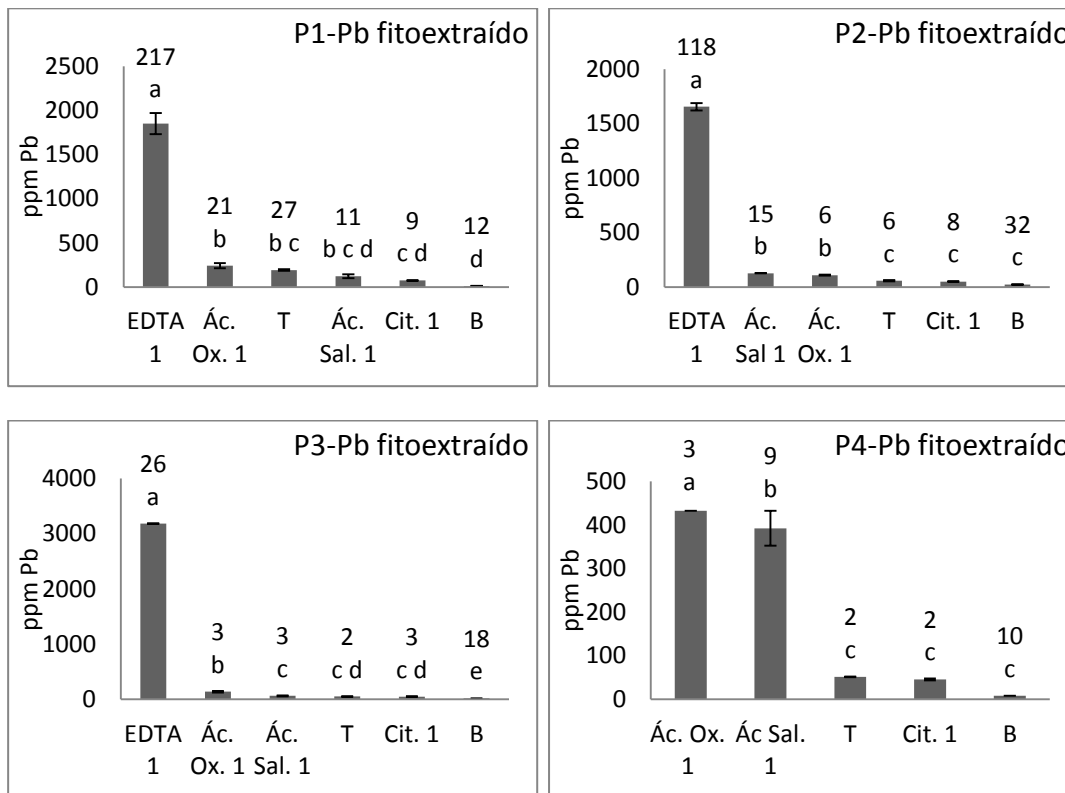 P1-Pb fitoextraído
ppm Pb
2500
2000
1500
1000
500
0
217
a
21
b
27
b c
11
b c d
9
c d
12
d
EDTA
1
Ác.
Ox. 1
T
Ác.
Sal. 1
Cit. 1
B
P2-Pb fitoextraído
ppm Pb
2000
1500
1000
500
0
118
a
15
b
6
b
6
c
8
c
32
c
EDTA
1
Ác.
Sal 1
Ác.
Ox. 1
T
Cit. 1
B
P3-Pb fitoextraído
ppm Pb
4000
3000
2000
1000
0
26
a
3
b
3
c
2
c d
3
c d
18
e
EDTA
1
Ác.
Ox. 1
Ác.
Sal. 1
T
Cit. 1
B
P4-Pb fitoextraído
ppm Pb
500
400
300
200
100
0
3
a
9
b
2
c
2
c
10
c
Ác. Ox.
1
Ác Sal.
1
T
Cit. 1
B